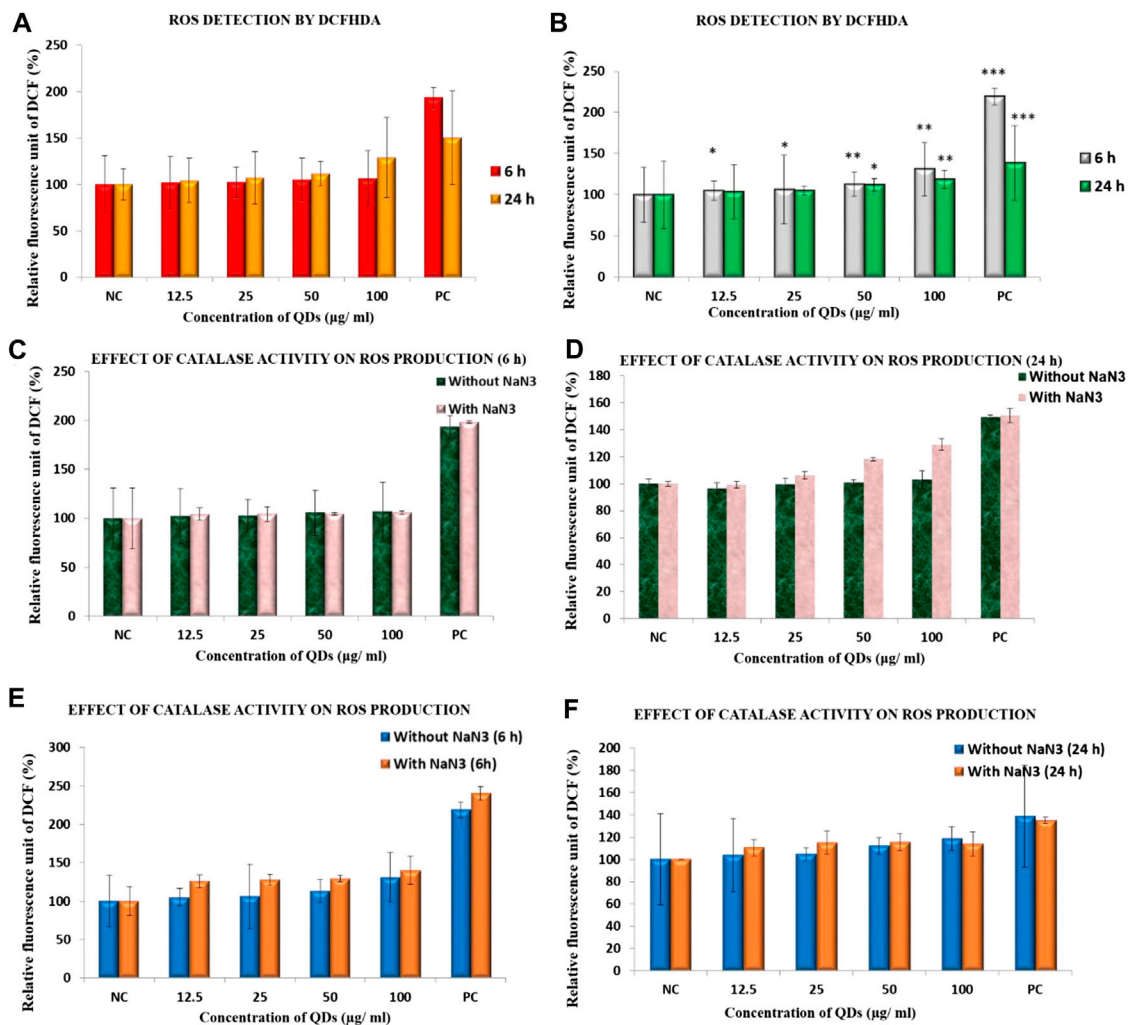 A
ROS DETECTION BY DCFHDA
Relative fluorescence unit of DCF (%)
250
200
150
100
50
0
NC 12.5 25 50 100 PC
Concentration of QDs (µg/ ml)
6 h
24 h
B
ROS DETECTION BY DCFHDA
Relative fluorescence unit of DCF (%)
250
200
150
100
50
0
* * ** * ** ** *** ***
NC 12.5 25 50 100 PC
Concentration of QDs (µg/ ml)
6 h
24 h
C
EFFECT OF CATALASE ACTIVITY ON ROS PRODUCTION (6 h)
Relative fluorescence unit of DCF (%)
250
200
150
100
50
0
Without NaN3
With NaN3
NC 12.5 25 50 100 PC
Concentration of QDs (µg/ ml)
D
EFFECT OF CATALASE ACTIVITY ON ROS PRODUCTION (24 h)
Relative fluorescence unit of DCF (%)
180
160
140
120
100
80
60
40
20
0
Without NaN3
With NaN3
NC 12.5 25 50 100 PC
Concentration of QDs (µg/ ml)
E
EFFECT OF CATALASE ACTIVITY ON ROS PRODUCTION
Relative fluorescence unit of DCF (%)
300
250
200
150
100
50
0
Without NaN3 (6 h)
With NaN3 (6h)
NC 12.5 25 50 100 PC
Concentration of QDs (µg/ ml)
F
EFFECT OF CATALASE ACTIVITY ON ROS PRODUCTION
Relative fluorescence unit of DCF (%)
200
180
160
140
120
100
80
60
40
20
0
Without NaN3 (24 h)
With NaN3 (24 h)
NC 12.5 25 50 100 PC
Concentration of QDs (µg/ ml)